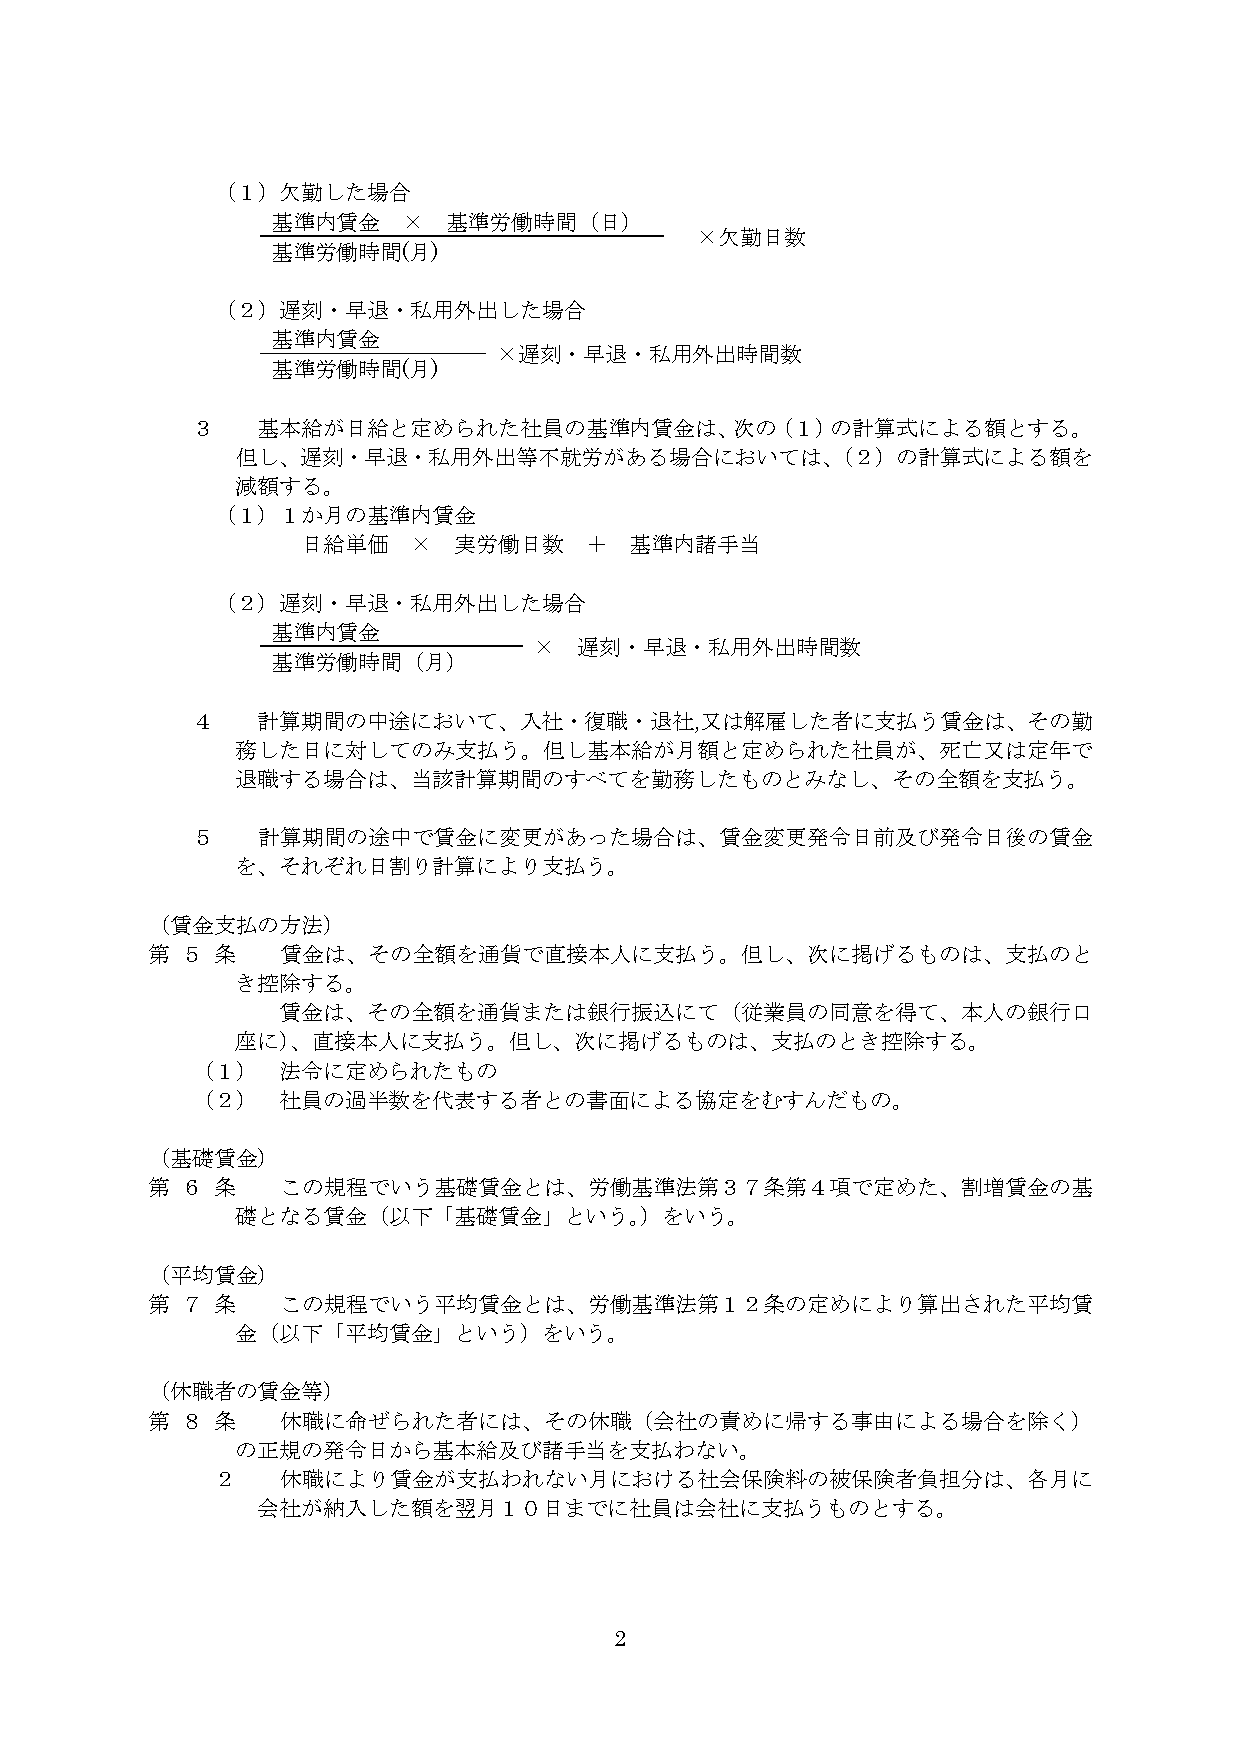 （１）欠勤した場合
基準内賃金　×　基準労働時間（日）
×欠勤日数
基準労働時間(月)
（２）遅刻・早退・私用外出した場合
基準内賃金
×遅刻・早退・私用外出時間数
基準労働時間(月)
３　　基本給が日給と定められた社員の基準内賃金は、次の（１）の計算式による額とする。
但し、遅刻・早退・私用外出等不就労がある場合においては、（２）の計算式による額を
減額する。
（１）１か月の基準内賃金
日給単価　×　実労働日数　＋　基準内諸手当
（２）遅刻・早退・私用外出した場合
基準内賃金
×　遅刻・早退・私用外出時間数
基準労働時間（月）
４　　計算期間の中途において、入社・復職・退社,又は解雇した者に支払う賃金は、その勤
務した日に対してのみ支払う。但し基本給が月額と定められた社員が、死亡又は定年で
退職する場合は、当該計算期間のすべてを勤務したものとみなし、その全額を支払う。
５　　計算期間の途中で賃金に変更があった場合は、賃金変更発令日前及び発令日後の賃金
を、それぞれ日割り計算により支払う。
（賃金支払の方法）
第 ５ 条　　賃金は、その全額を通貨で直接本人に支払う。但し、次に掲げるものは、支払のと
き控除する。
賃金は、その全額を通貨または銀行振込にて（従業員の同意を得て、本人の銀行口
座に）、直接本人に支払う。但し、次に掲げるものは、支払のとき控除する。
（１）　法令に定められたもの
（２）　社員の過半数を代表する者との書面による協定をむすんだもの。
（基礎賃金）
第 ６ 条　　この規程でいう基礎賃金とは、労働基準法第３７条第４項で定めた、割増賃金の基
礎となる賃金（以下「基礎賃金」という。）をいう。
（平均賃金）
第 ７ 条　　この規程でいう平均賃金とは、労働基準法第１２条の定めにより算出された平均賃
金（以下「平均賃金」という）をいう。
（休職者の賃金等）
第 ８ 条　　休職に命ぜられた者には、その休職（会社の責めに帰する事由による場合を除く）
の正規の発令日から基本給及び諸手当を支払わない。
２　　休職により賃金が支払われない月における社会保険料の被保険者負担分は、各月に
会社が納入した額を翌月１０日までに社員は会社に支払うものとする。
2